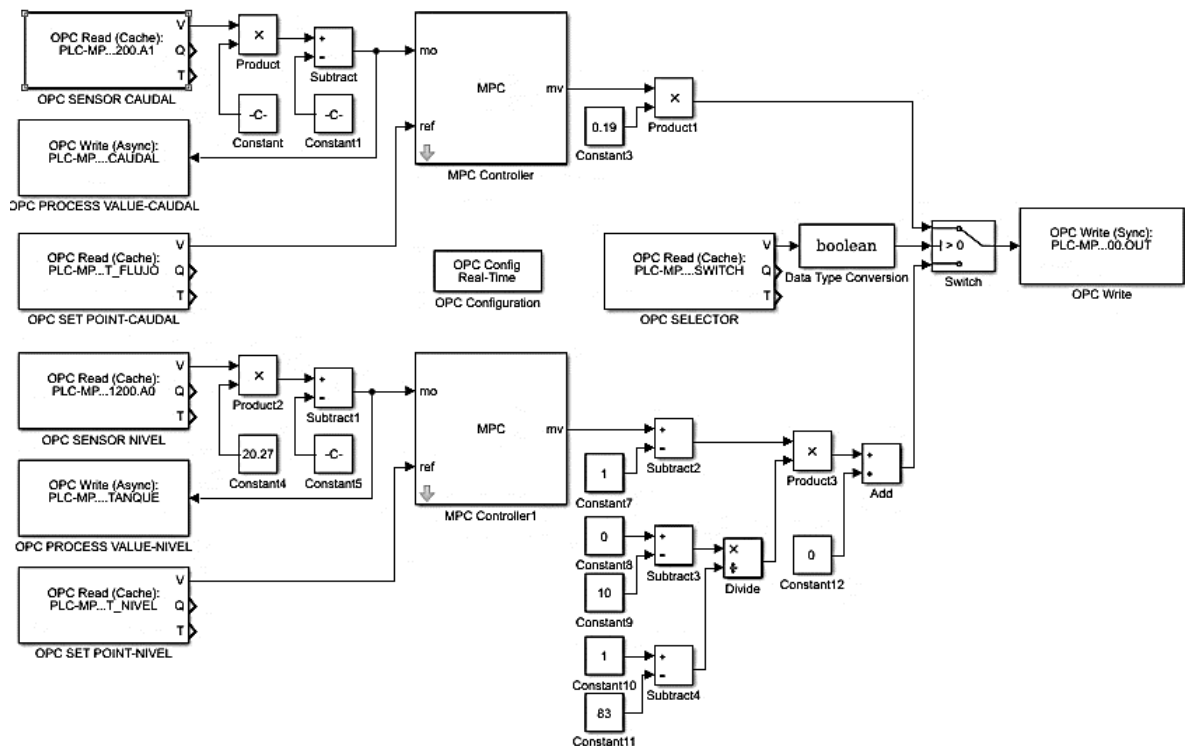 OPC Read (Cache):
PLC-MP...200.A1
V
Q
T
OPC SENSOR CAUDAL
×
Product
+
−
Subtract
-C-
Constant
-C-
Constant1
OPC Write (Async):
PLC-MP....CAUDAL
OPC PROCESS VALUE-CAUDAL
OPC Read (Cache):
PLC-MP...T_FLUJO
V
Q
T
OPC SET POINT-CAUDAL
mo
ref
MPC
mv
MPC Controller
0.19
Constant3
×
Product1
OPC Config
Real-Time
OPC Configuration
OPC Read (Cache):
PLC-MP....SWITCH
V
Q
T
OPC SELECTOR
boolean
Data Type Conversion
> 0
Switch
OPC Write (Sync):
PLC-MP...00.OUT
OPC Write
OPC Read (Cache):
PLC-MP...1200.A0
V
Q
T
OPC SENSOR NIVEL
×
Product2
+
−
Subtract1
20.27
Constant4
-C-
Constant5
OPC Write (Async):
PLC-MP....TANQUE
OPC PROCESS VALUE-NIVEL
OPC Read (Cache):
PLC-MP...T_NIVEL
V
Q
T
OPC SET POINT-NIVEL
mo
ref
MPC
mv
MPC Controller1
+
−
Subtract2
1
Constant7
×
Product3
+
+
Add
0
Constant8
+
−
Subtract3
10
Constant9
×
÷
Divide
0
Constant12
1
Constant10
+
−
Subtract4
83
Constant11